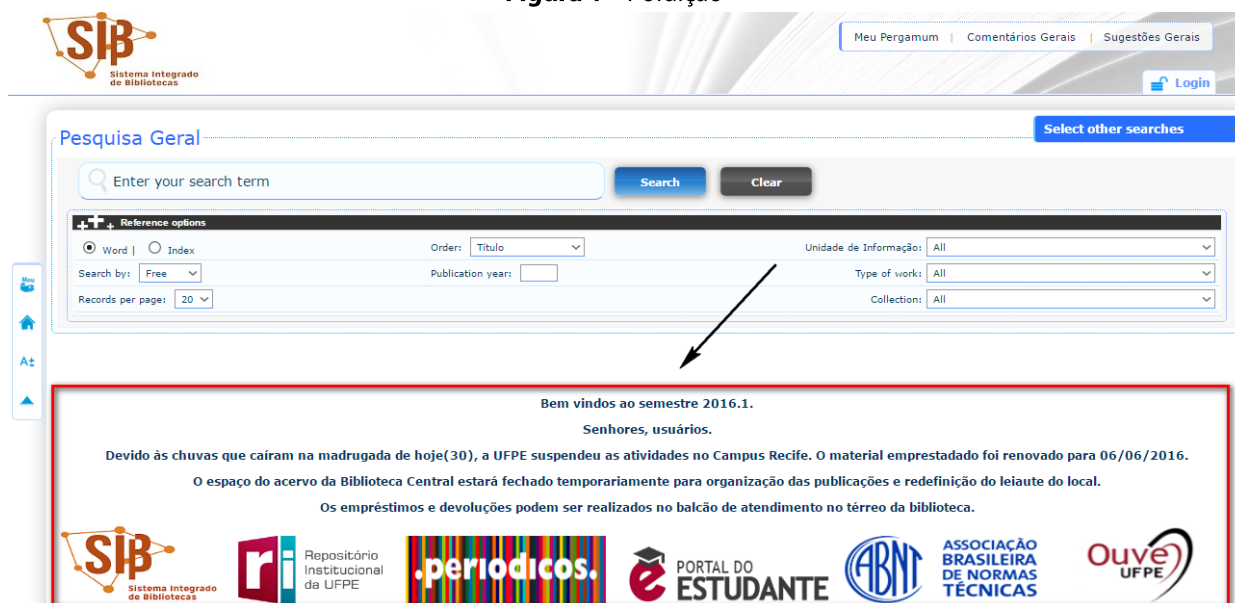 SIB
Sistema Integrado
de Bibliotecas
Meu Pergamum | Comentários Gerais | Sugestões Gerais
Login
Pesquisa Geral
Select other searches
Enter your search term
Search
Clear
Reference options
Word | Index
Order: Título
Unidade de Informação: All
Search by: Free
Publication year:
Type of work: All
Records per page: 20
Collection: All
Meu
A±
Bem vindos ao semestre 2016.1.
Senhores, usuários.
Devido às chuvas que caíram na madrugada de hoje(30), a UFPE suspendeu as atividades no Campus Recife. O material emprestadado foi renovado para 06/06/2016.
O espaço do acervo da Biblioteca Central estará fechado temporariamente para organização das publicações e redefinição do leiaute do local.
Os empréstimos e devoluções podem ser realizados no balcão de atendimento no térreo da biblioteca.
SIB
Sistema Integrado
de Bibliotecas
ri
Repositório
Institucional
da UFPE
.periodicos.
e
PORTAL DO
ESTUDANTE
ABNT
ASSOCIAÇÃO
BRASILEIRA
DE NORMAS
TÉCNICAS
Ouve
UFPE